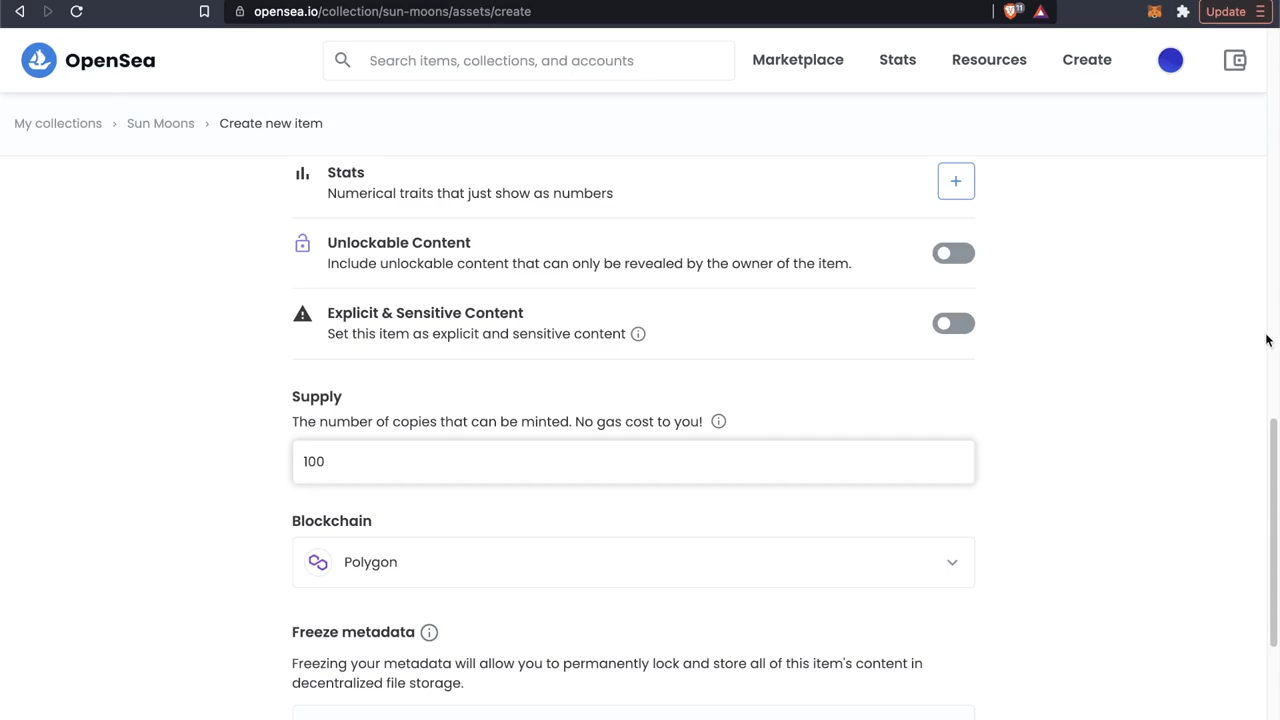 opensea.io/collection/sun-moons/assets/create
11
Update
OpenSea
Search items, collections, and accounts
Marketplace
Stats
Resources
Create
My collections › Sun Moons › Create new item
Stats
Numerical traits that just show as numbers
+
Unlockable Content
Include unlockable content that can only be revealed by the owner of the item.
Explicit & Sensitive Content
Set this item as explicit and sensitive content
Supply
The number of copies that can be minted. No gas cost to you!
100
Blockchain
Polygon
Freeze metadata
Freezing your metadata will allow you to permanently lock and store all of this item's content in
decentralized file storage.